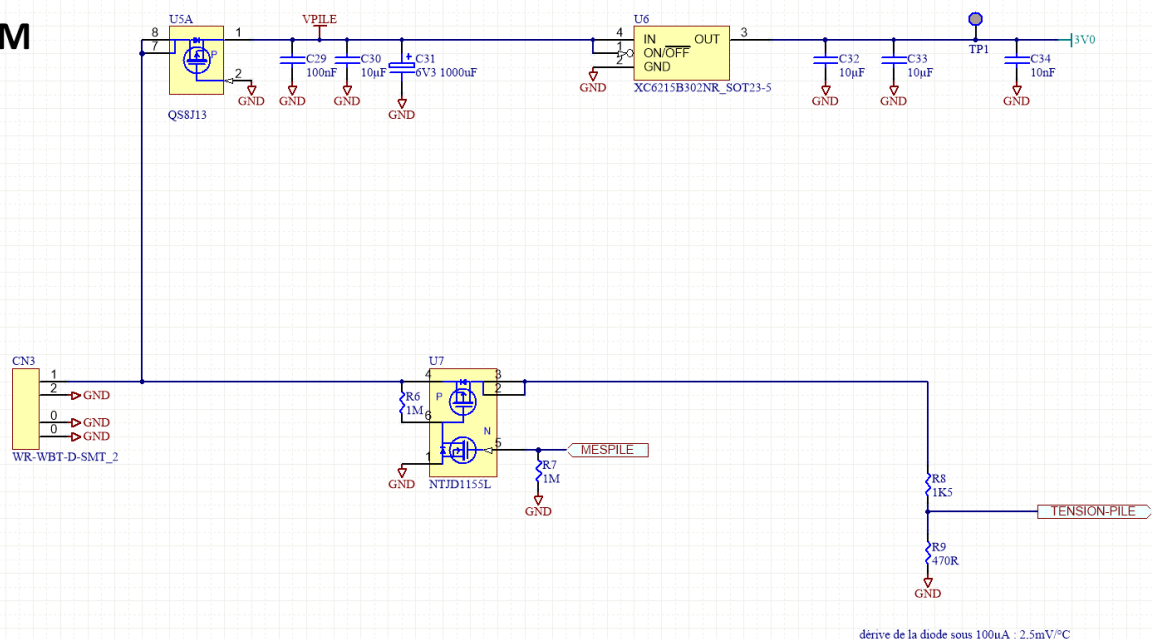 M
U5A
8
7
P
1
2
GND
QS8J13
VPILE
C29
100nF
GND
C30
10µF
GND
C31
6V3 1000uF
GND
U6
4
1
2
IN
ON/OFF
GND
OUT
3
GND
XC6215B302NR_SOT23-5
C32
10µF
GND
C33
10µF
GND
TP1
C34
10nF
GND
3V0
CN3
1
2
GND
0
GND
0
GND
WR-WBT-D-SMT_2
U7
4
3
2
P
R6
1M
6
N
5
1
GND
NTJD1155L
MESPILE
R7
1M
GND
R8
1K5
TENSION-PILE
R9
470R
GND
dérive de la diode sous 100µA : 2.5mV/°C